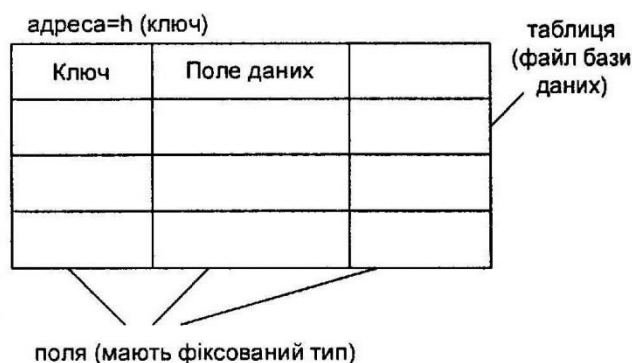 адреса=h (ключ)
таблиця
(файл бази
даних)
Ключ
Поле даних
поля (мають фіксований тип)